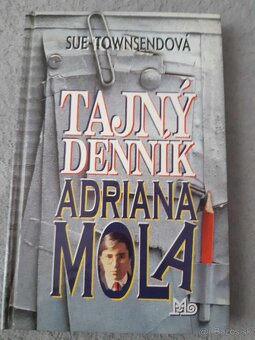 SUE TOWNSENDOVÁ
TAJNÝ
DENNÍK
ADRIANA
MOLA